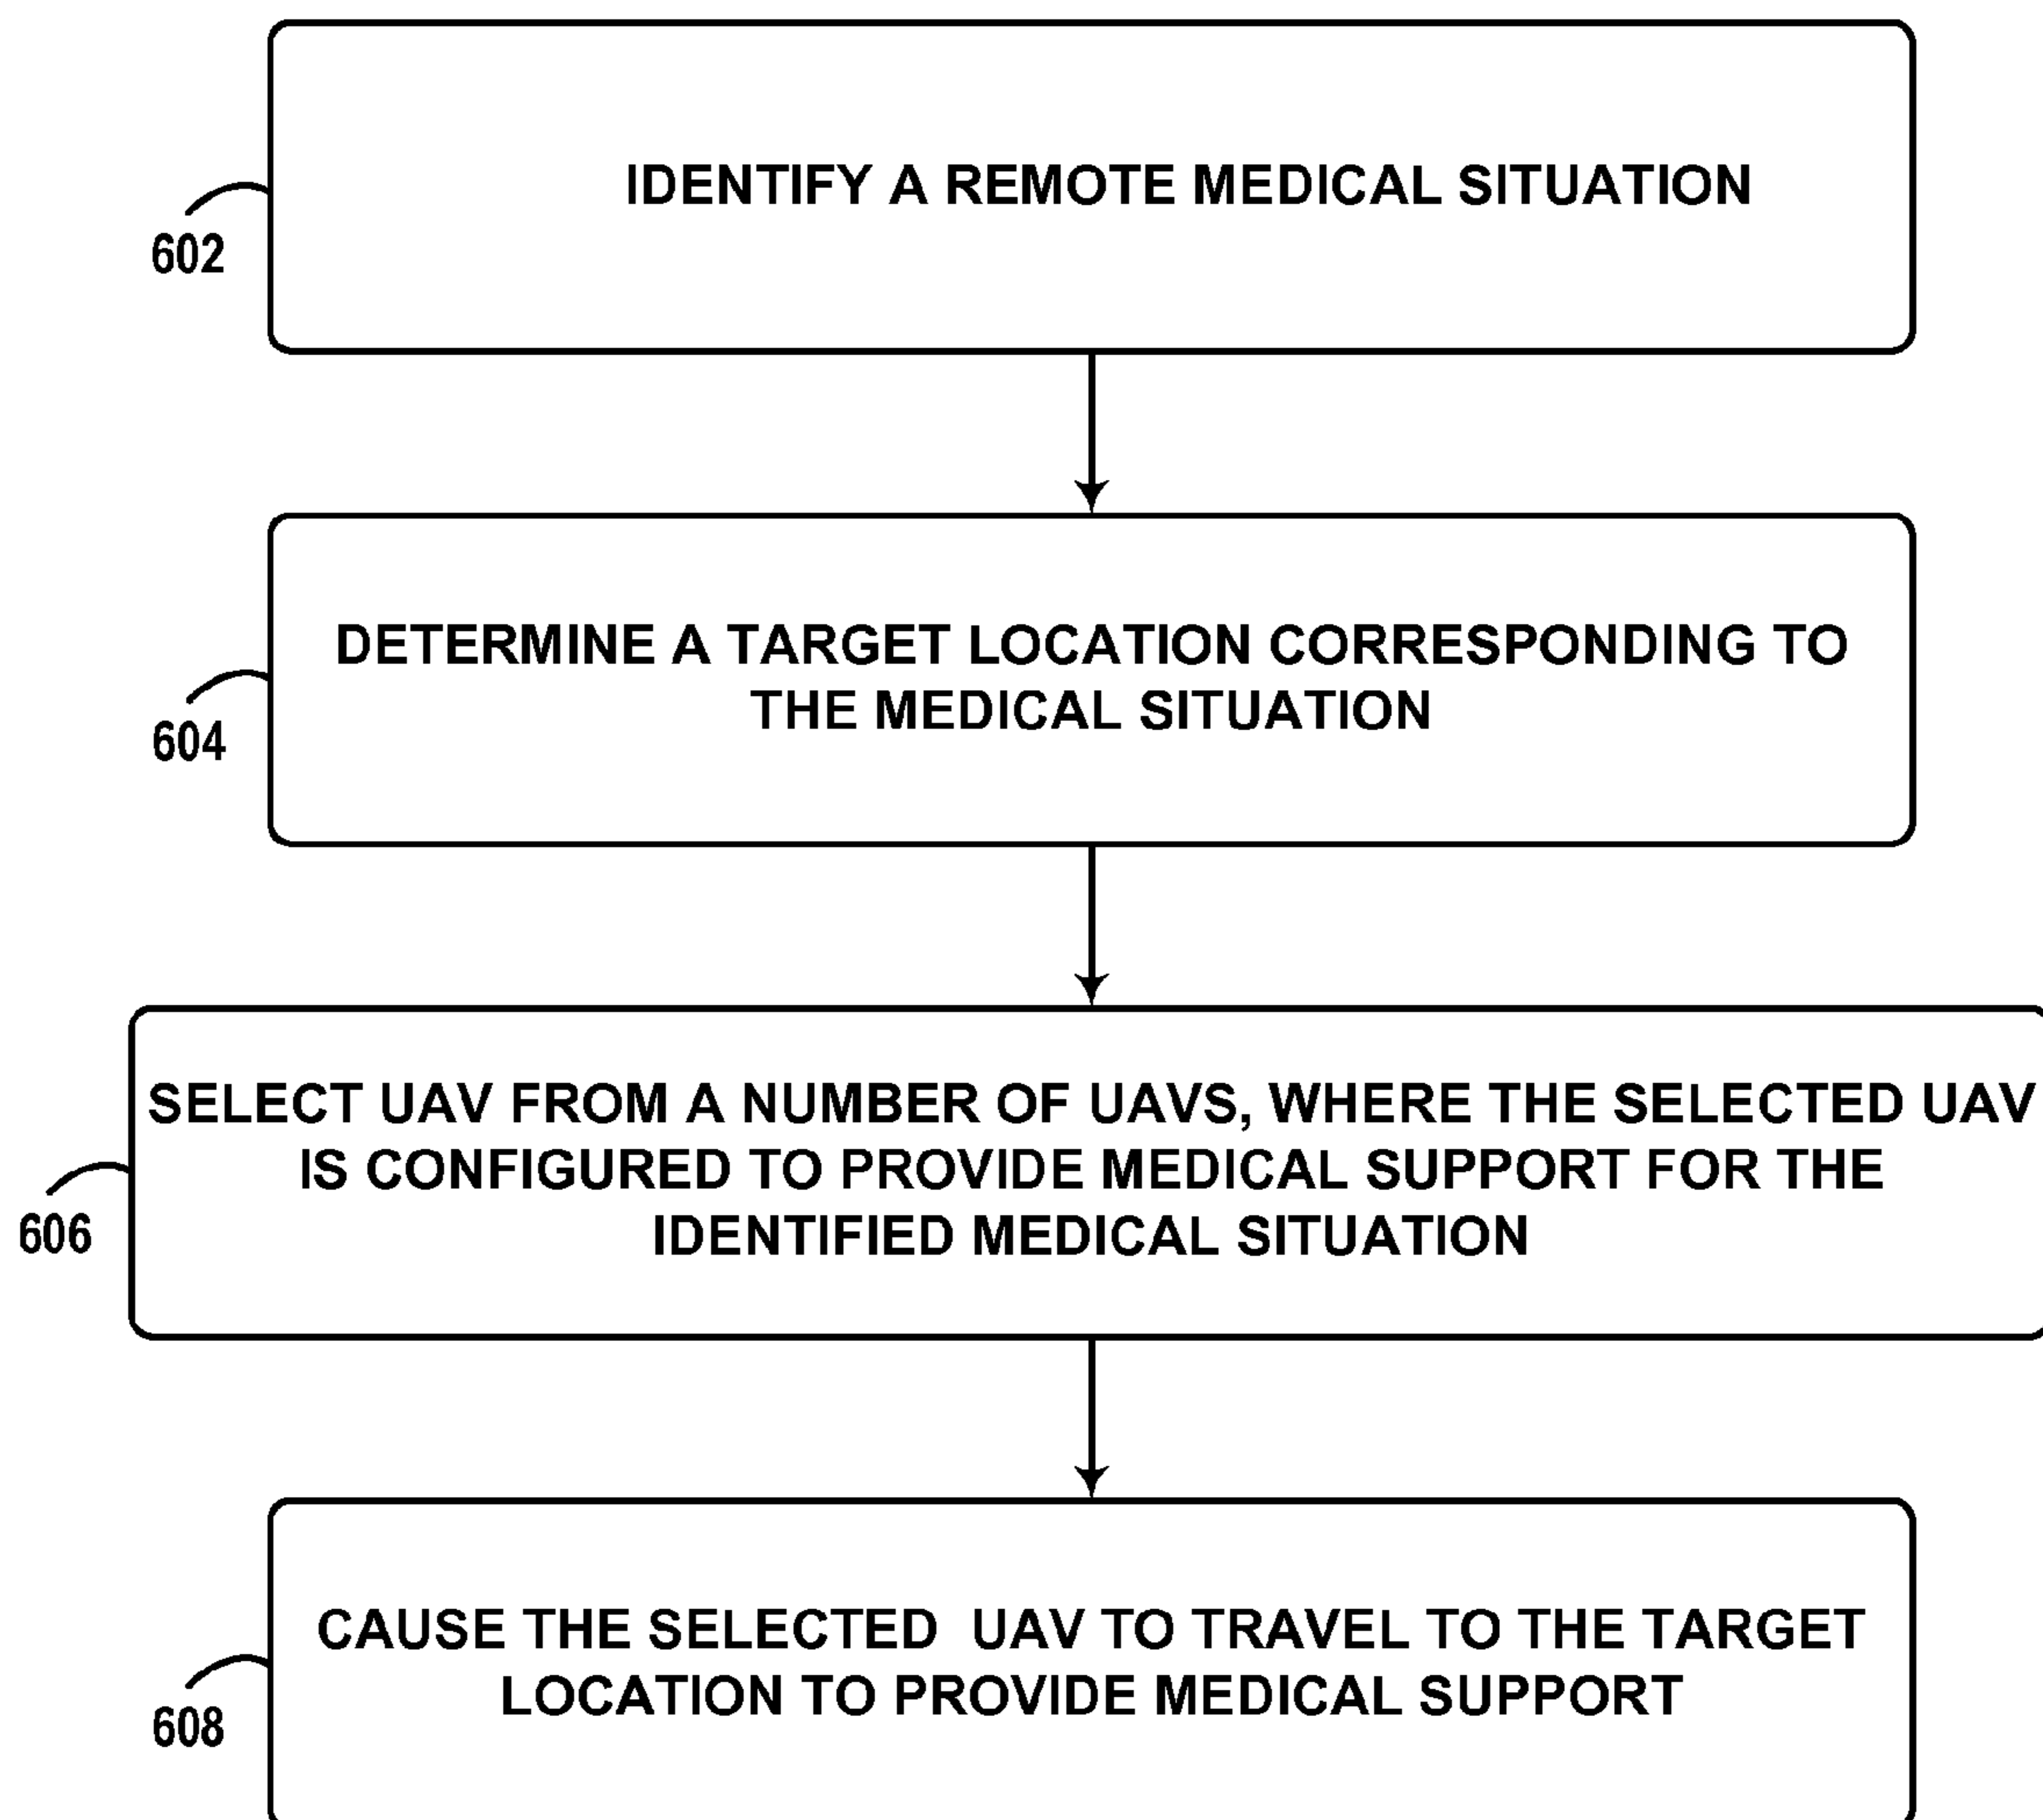 IDENTIFY A REMOTE MEDICAL SITUATION
602
DETERMINE A TARGET LOCATION CORRESPONDING TO
THE MEDICAL SITUATION
604
SELECT UAV FROM A NUMBER OF UAVS, WHERE THE SELECTED UAV
IS CONFIGURED TO PROVIDE MEDICAL SUPPORT FOR THE
IDENTIFIED MEDICAL SITUATION
606
CAUSE THE SELECTED UAV TO TRAVEL TO THE TARGET
LOCATION TO PROVIDE MEDICAL SUPPORT
608